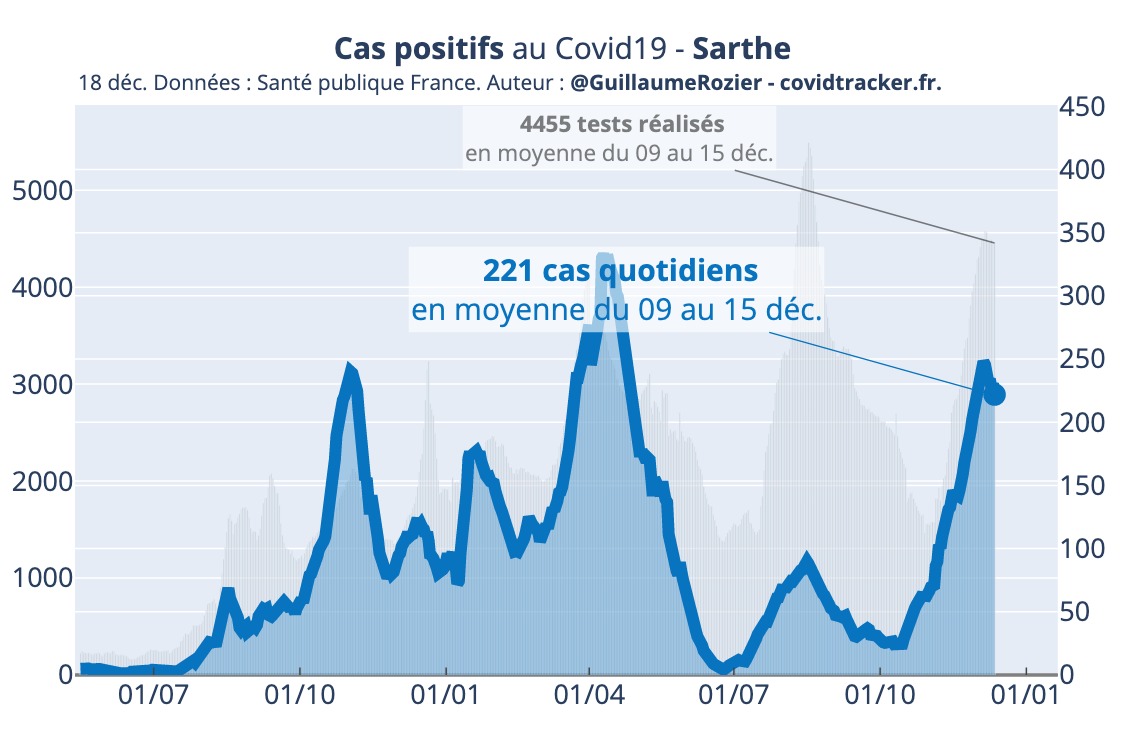 Cas positifs au Covid19 - Sarthe
18 déc. Données : Santé publique France. Auteur : @GuillaumeRozier - covidtracker.fr.
450
4455 tests réalisés
en moyenne du 09 au 15 déc.
400
5000
350
221 cas quotidiens
4000
300
en moyenne du 09 au 15 déc.
250
3000
200
2000
150
100
1000
50
0
0
01/07 01/10 01/01 01/04 01/07 01/10 01/01